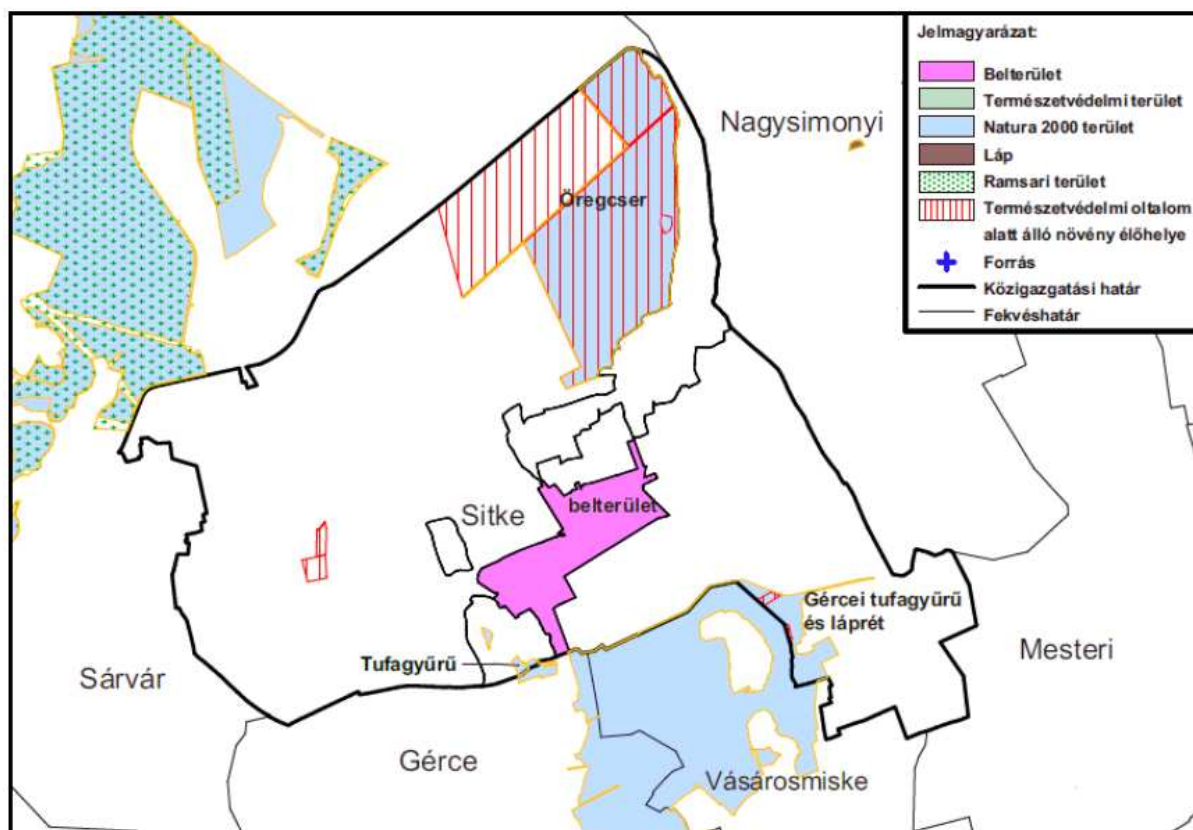 Jelmagyarázat:
Belterület
Természetvédelmi terület
Natura 2000 terület
Láp
Ramsari terület
Természetvédelmi oltalom
alatt álló növény élőhelye
Forrás
Közigazgatási határ
Fekvéshatár
Nagysimonyi
Öregcser
Sitke
belterület
Gércei tufagyűrű
és láprét
Mesteri
Tufagyűrű
Sárvár
Gérce
Vásárosmiske